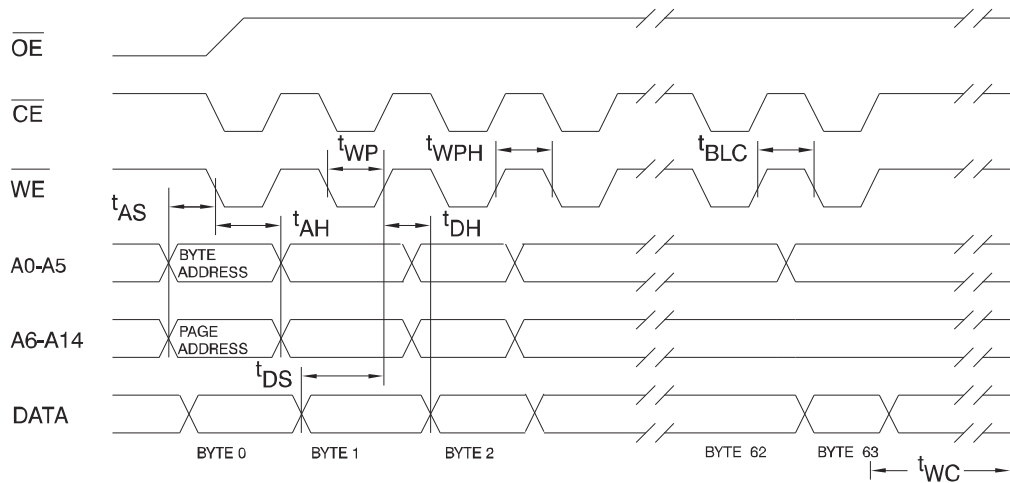 OE
CE
tWP
tWPH
tBLC
WE
tAS
tAH
tDH
A0-A5
BYTE
ADDRESS
A6-A14
PAGE
ADDRESS
tDS
DATA
BYTE 0
BYTE 1
BYTE 2
BYTE 62
BYTE 63
tWC